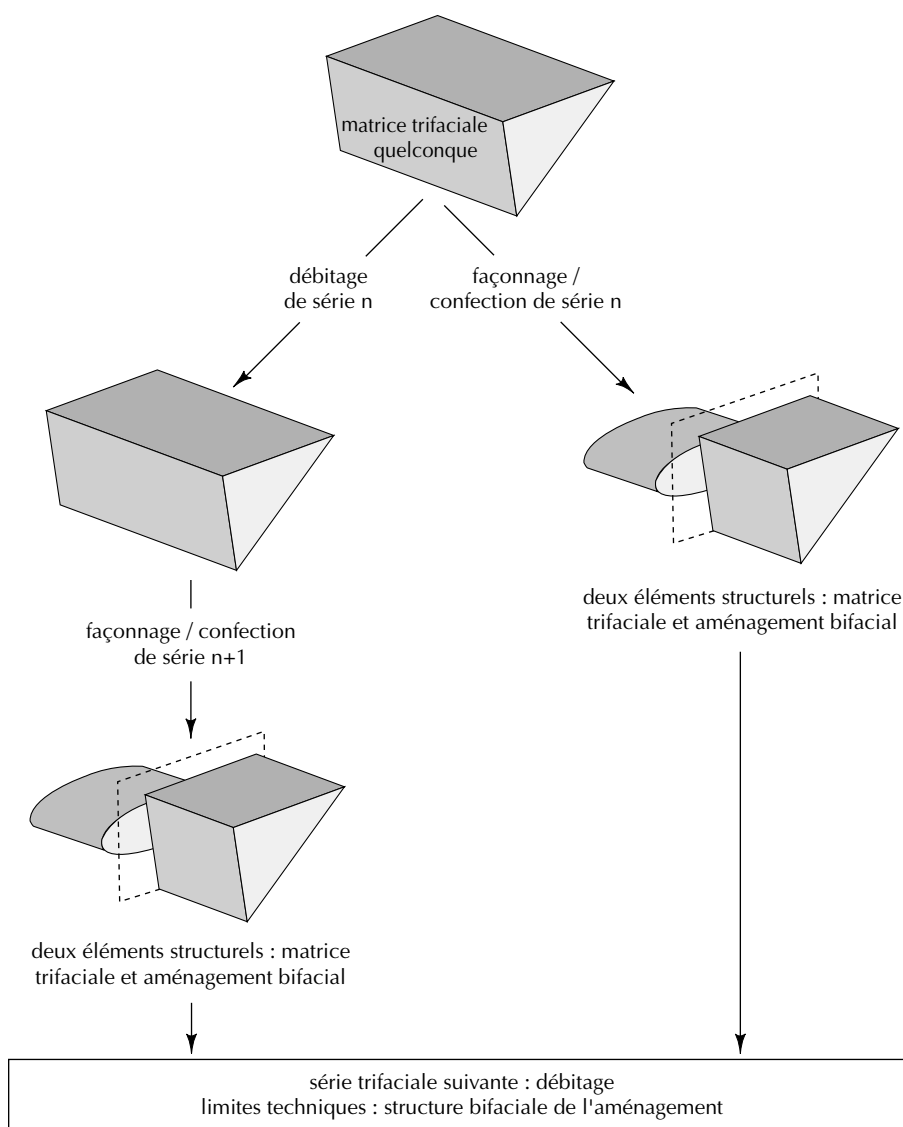 matrice trifaciale
quelconque
débitage
de série n
façonnage /
confection de série n
deux éléments structurels : matrice
trifaciale et aménagement bifacial
façonnage / confection
de série n+1
deux éléments structurels : matrice
trifaciale et aménagement bifacial
série trifaciale suivante : débitage
limites techniques : structure bifaciale de l'aménagement